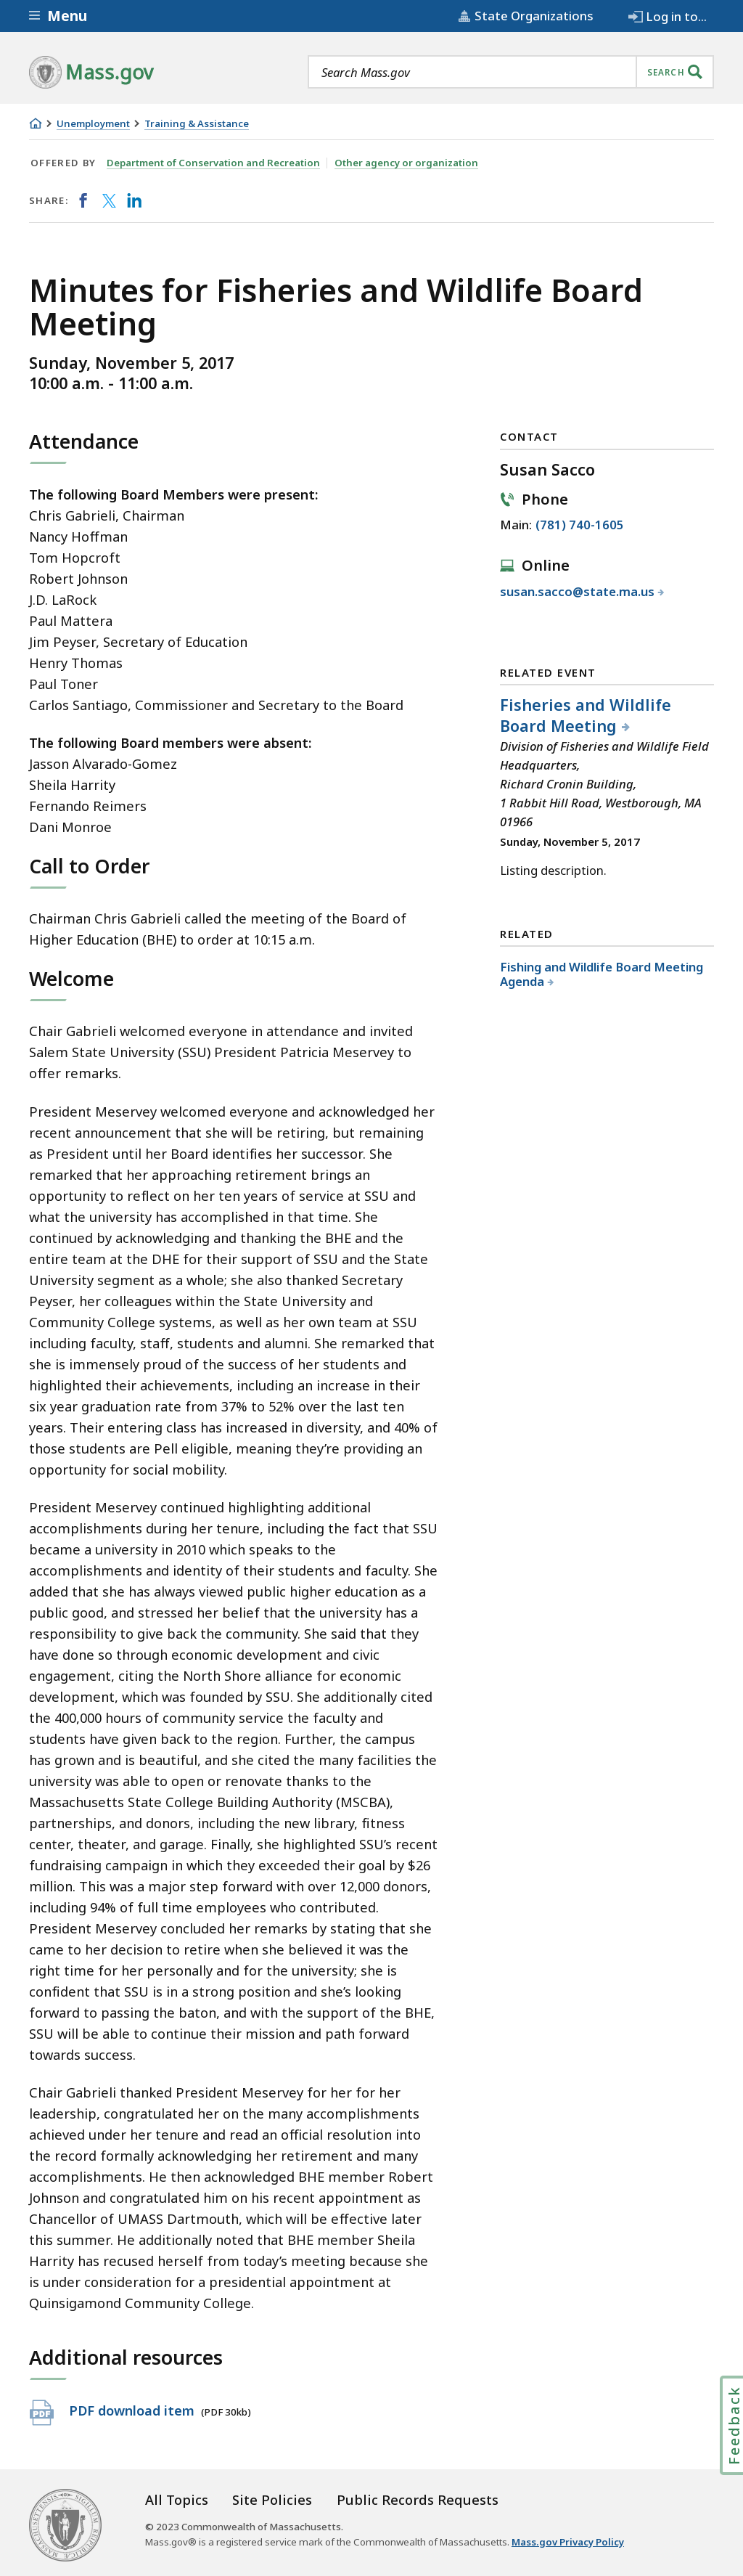 Menu
State Organizations
Log in to...
Mass.gov
Search Mass.gov
SEARCH
Unemployment
Training & Assistance
OFFERED BY
Department of Conservation and Recreation
Other agency or organization
SHARE:
Minutes for Fisheries and Wildlife Board
Meeting
Sunday, November 5, 2017
10:00 a.m. - 11:00 a.m.
Attendance
The following Board Members were present:
Chris Gabrieli, Chairman
Nancy Hoffman
Tom Hopcroft
Robert Johnson
J.D. LaRock
Paul Mattera
Jim Peyser, Secretary of Education
Henry Thomas
Paul Toner
Carlos Santiago, Commissioner and Secretary to the Board
The following Board members were absent:
Jasson Alvarado-Gomez
Sheila Harrity
Fernando Reimers
Dani Monroe
Call to Order
Chairman Chris Gabrieli called the meeting of the Board of
Higher Education (BHE) to order at 10:15 a.m.
Welcome
Chair Gabrieli welcomed everyone in attendance and invited
Salem State University (SSU) President Patricia Meservey to
offer remarks.
President Meservey welcomed everyone and acknowledged her
recent announcement that she will be retiring, but remaining
as President until her Board identifies her successor. She
remarked that her approaching retirement brings an
opportunity to reflect on her ten years of service at SSU and
what the university has accomplished in that time. She
continued by acknowledging and thanking the BHE and the
entire team at the DHE for their support of SSU and the State
University segment as a whole; she also thanked Secretary
Peyser, her colleagues within the State University and
Community College systems, as well as her own team at SSU
including faculty, staff, students and alumni. She remarked that
she is immensely proud of the success of her students and
highlighted their achievements, including an increase in their
six year graduation rate from 37% to 52% over the last ten
years. Their entering class has increased in diversity, and 40% of
those students are Pell eligible, meaning they’re providing an
opportunity for social mobility.
President Meservey continued highlighting additional
accomplishments during her tenure, including the fact that SSU
became a university in 2010 which speaks to the
accomplishments and identity of their students and faculty. She
added that she has always viewed public higher education as a
public good, and stressed her belief that the university has a
responsibility to give back the community. She said that they
have done so through economic development and civic
engagement, citing the North Shore alliance for economic
development, which was founded by SSU. She additionally cited
the 400,000 hours of community service the faculty and
students have given back to the region. Further, the campus
has grown and is beautiful, and she cited the many facilities the
university was able to open or renovate thanks to the
Massachusetts State College Building Authority (MSCBA),
partnerships, and donors, including the new library, fitness
center, theater, and garage. Finally, she highlighted SSU’s recent
fundraising campaign in which they exceeded their goal by $26
million. This was a major step forward with over 12,000 donors,
including 94% of full time employees who contributed.
President Meservey concluded her remarks by stating that she
came to her decision to retire when she believed it was the
right time for her personally and for the university; she is
confident that SSU is in a strong position and she’s looking
forward to passing the baton, and with the support of the BHE,
SSU will be able to continue their mission and path forward
towards success.
Chair Gabrieli thanked President Meservey for her for her
leadership, congratulated her on the many accomplishments
achieved under her tenure and read an official resolution into
the record formally acknowledging her retirement and many
accomplishments. He then acknowledged BHE member Robert
Johnson and congratulated him on his recent appointment as
Chancellor of UMASS Dartmouth, which will be effective later
this summer. He additionally noted that BHE member Sheila
Harrity has recused herself from today’s meeting because she
is under consideration for a presidential appointment at
Quinsigamond Community College.
Additional resources
PDF
PDF download item (PDF 30kb)
CONTACT
Susan Sacco
Phone
Main: (781) 740-1605
Online
susan.sacco@state.ma.us
RELATED EVENT
Fisheries and Wildlife
Board Meeting
Division of Fisheries and Wildlife Field
Headquarters,
Richard Cronin Building,
1 Rabbit Hill Road, Westborough, MA
01966
Sunday, November 5, 2017
Listing description.
RELATED
Fishing and Wildlife Board Meeting
Agenda
Feedback
All Topics
Site Policies
Public Records Requests
© 2023 Commonwealth of Massachusetts.
Mass.gov® is a registered service mark of the Commonwealth of Massachusetts. Mass.gov Privacy Policy